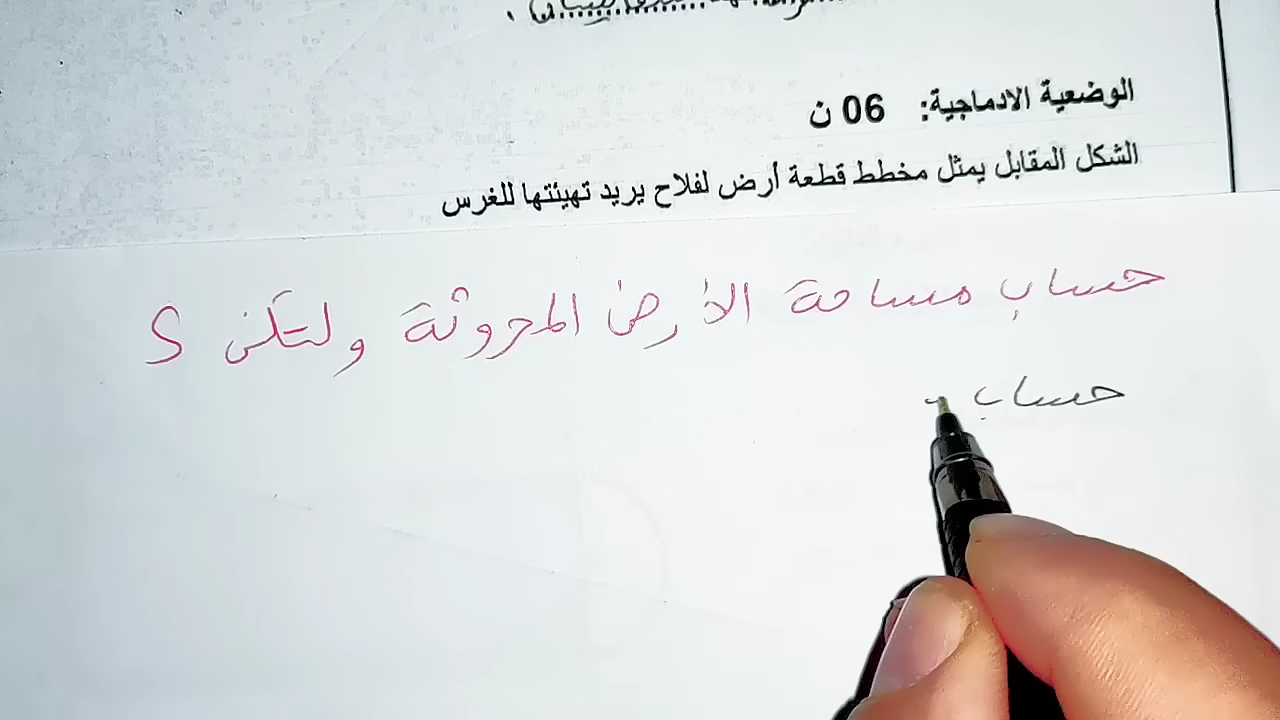 الوضعية الادماجية: 06 ن
الشكل المقابل يمثل مخطط قطعة أرض لفلاح يريد تهيئتها للغرس
حساب مساحة الأرض المحروثة ولتكن S
حساب